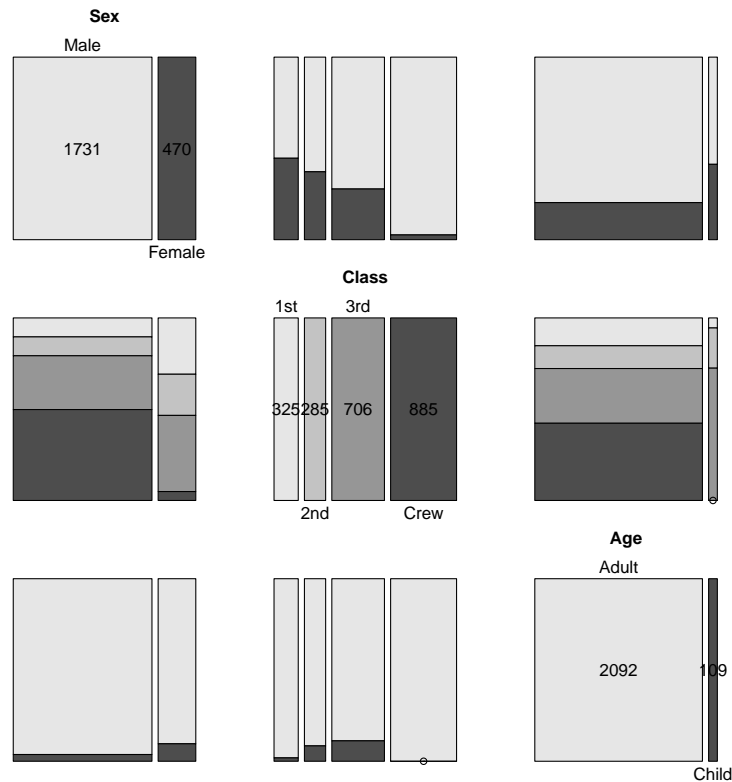 Sex
Male
1731 470
Female
Class
1st 3rd
325 285 706 885
2nd Crew
Age
Adult
2092 109
Child